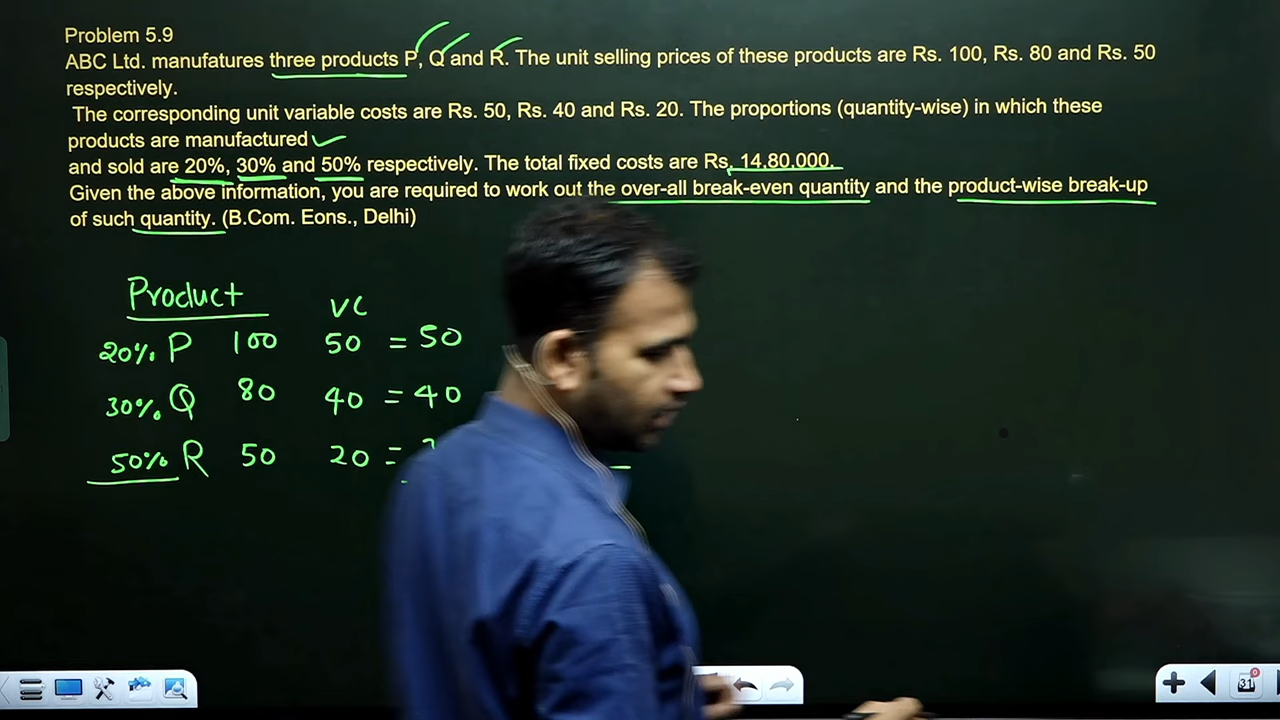 Problem 5.9
ABC Ltd. manufatures three products P, Q and R. The unit selling prices of these products are Rs. 100, Rs. 80 and Rs. 50
respectively.
The corresponding unit variable costs are Rs. 50, Rs. 40 and Rs. 20. The proportions (quantity-wise) in which these
products are manufactured
and sold are 20%, 30% and 50% respectively. The total fixed costs are Rs. 14,80,000.
Given the above information, you are required to work out the over-all break-even quantity and the product-wise break-up
of such quantity. (B.Com. Eons., Delhi)
Product VC
20% P 100 50 = 50
30% Q 80 40 = 40
50% R 50 20 =
31